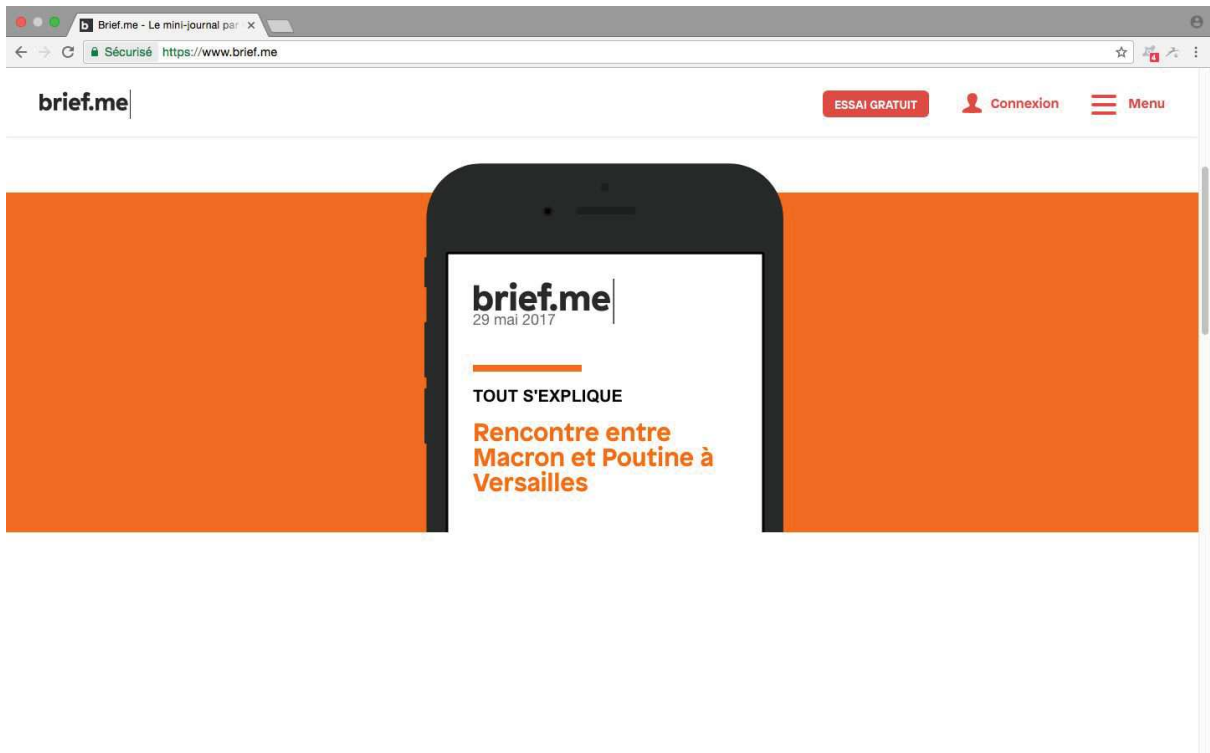 Brief.me - Le mini-journal par
Sécurisé https://www.brief.me
4
brief.me
ESSAI GRATUIT
Connexion
Menu
brief.me
29 mai 2017
TOUT S'EXPLIQUE
Rencontre entre
Macron et Poutine à
Versailles